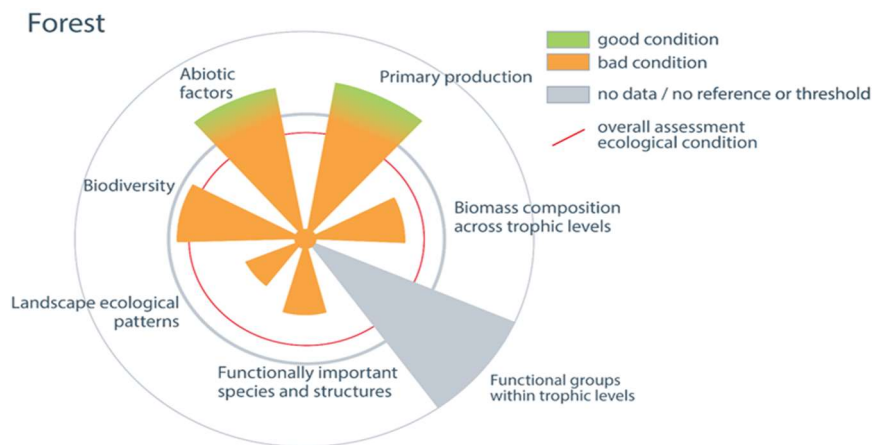 Forest
good condition
bad condition
no data / no reference or threshold
overall assessment
ecological condition
Abiotic
factors
Primary production
Biodiversity
Biomass composition
across trophic levels
Landscape ecological
patterns
Functionally important
species and structures
Functional groups
within trophic levels